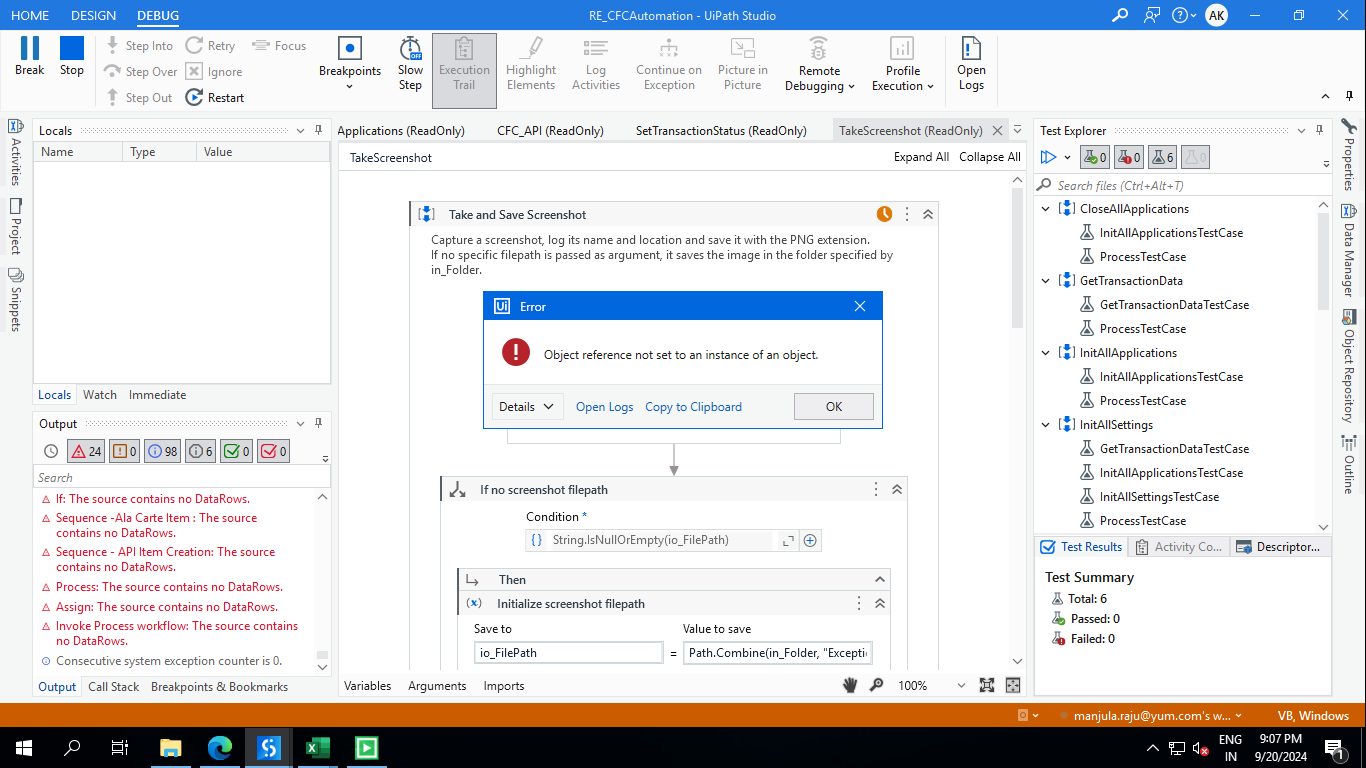 HOME DESIGN DEBUG RE_CFCAutomation - UiPath Studio AK
Break
Stop
Step Into
Step Over
Step Out
Retry
Ignore
Restart
Focus
Breakpoints
Slow
Step
Execution
Trail
Highlight
Elements
Log
Activities
Continue on
Exception
Picture in
Picture
Remote
Debugging
Profile
Execution
Open
Logs
Activities
Project
Snippets
Locals
Name Type Value
Locals Watch Immediate
Output
24 0 98 6 0 0
Search
If: The source contains no DataRows.
Sequence -Ala Carte Item : The source
contains no DataRows.
Sequence - API Item Creation: The source
contains no DataRows.
Process: The source contains no DataRows.
Assign: The source contains no DataRows.
Invoke Process workflow: The source contains
no DataRows.
Consecutive system exception counter is 0.
Output Call Stack Breakpoints & Bookmarks
Applications (ReadOnly) CFC_API (ReadOnly) SetTransactionStatus (ReadOnly) TakeScreenshot (ReadOnly)
TakeScreenshot Expand All Collapse All
Take and Save Screenshot
Capture a screenshot, log its name and location and save it with the PNG extension.
If no specific filepath is passed as argument, it saves the image in the folder specified by
in_Folder.
Ui Error
Object reference not set to an instance of an object.
Details Open Logs Copy to Clipboard OK
If no screenshot filepath
Condition *
String.IsNullOrEmpty(io_FilePath)
Then
Initialize screenshot filepath
Save to Value to save
io_FilePath = Path.Combine(in_Folder, "Excepti
Variables Arguments Imports 100%
Test Explorer
0 0 6 0
Search files (Ctrl+Alt+T)
CloseAllApplications
InitAllApplicationsTestCase
ProcessTestCase
GetTransactionData
GetTransactionDataTestCase
ProcessTestCase
InitAllApplications
InitAllApplicationsTestCase
ProcessTestCase
InitAllSettings
GetTransactionDataTestCase
InitAllApplicationsTestCase
InitAllSettingsTestCase
ProcessTestCase
Test Results Activity Co... Descriptor...
Test Summary
Total: 6
Passed: 0
Failed: 0
Properties
Data Manager
Object Repository
Outline
manjula.raju@yum.com's w... VB, Windows
ENG
IN
9:07 PM
9/20/2024
1